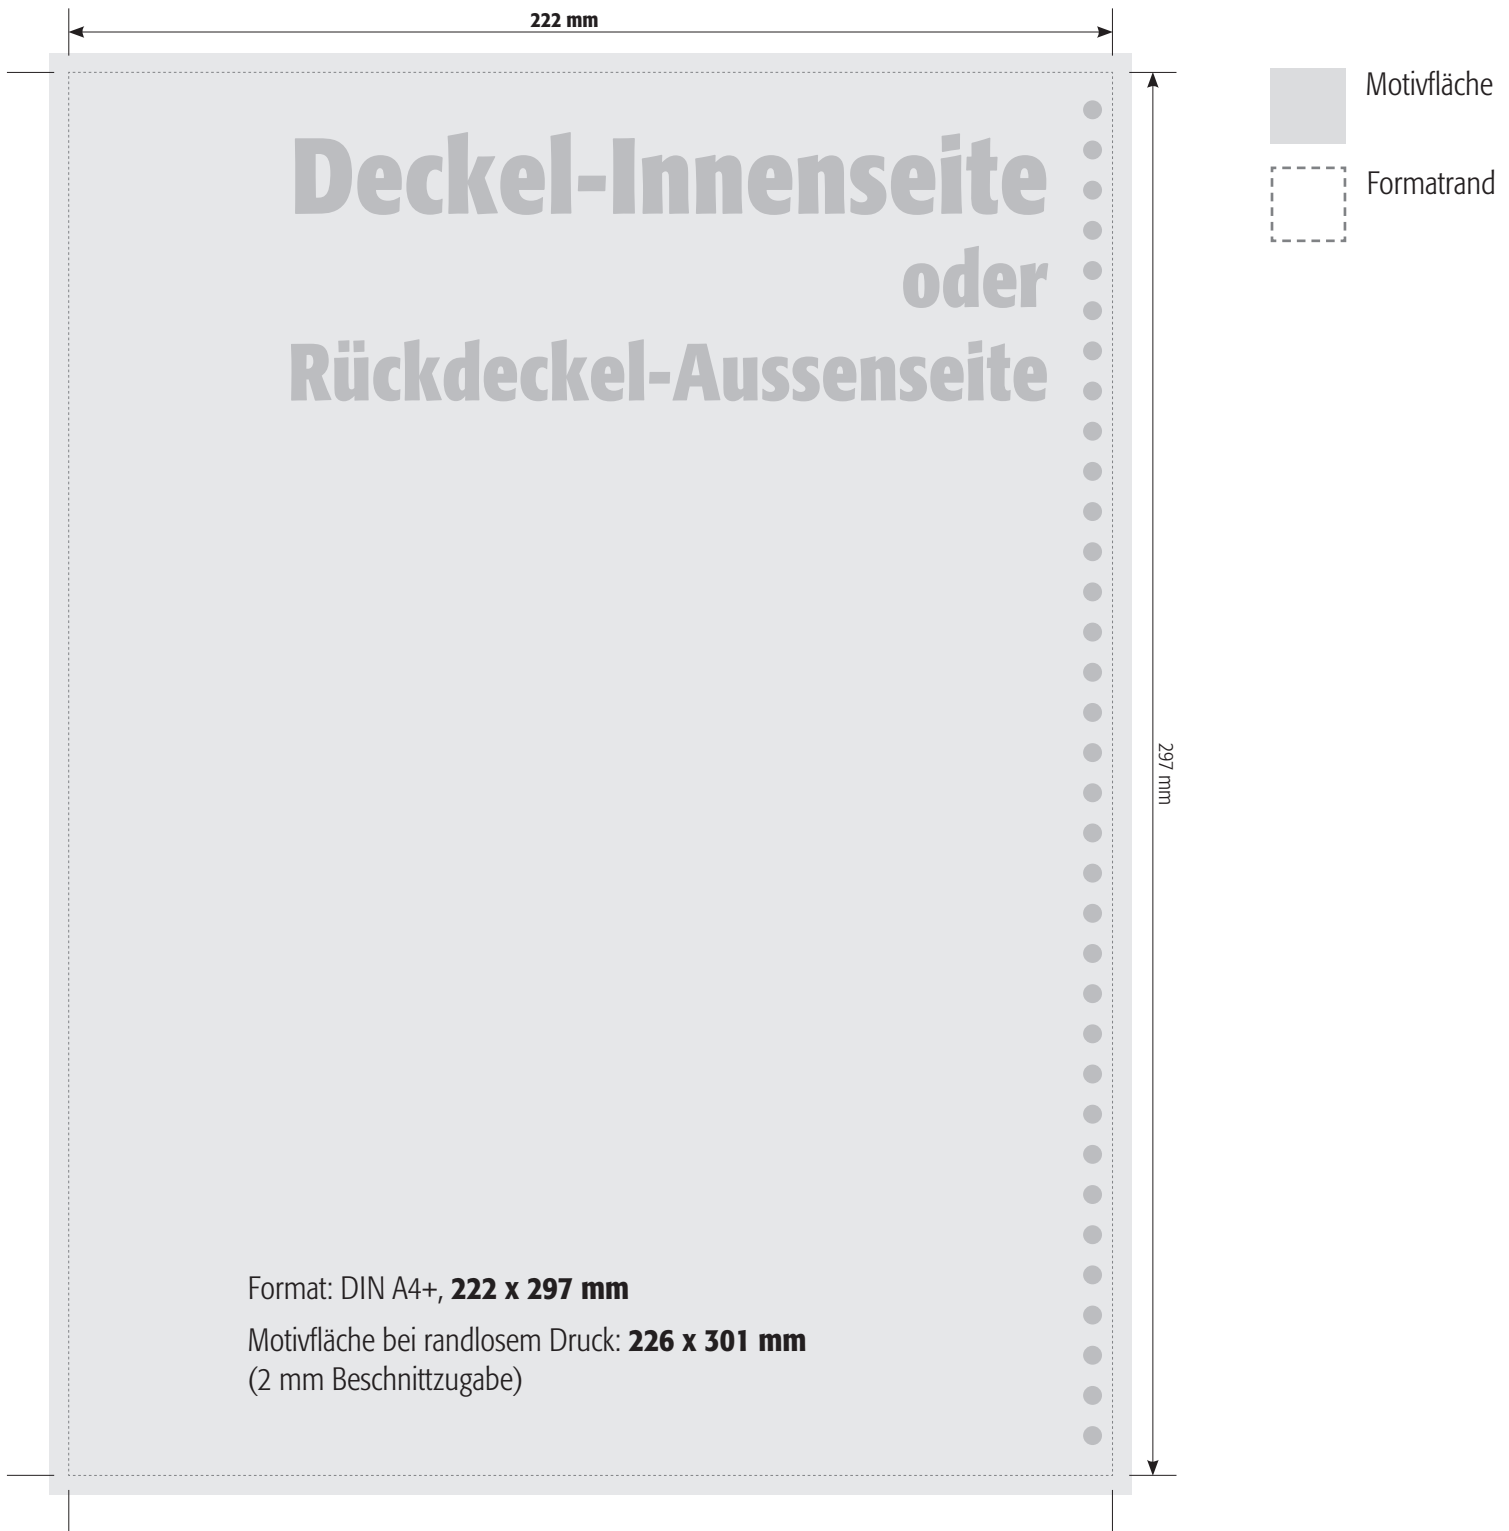 222 mm
Motivfläche
Formatrand
Deckel-Innenseite
oder
Rückdeckel-Aussenseite
297 mm
Format: DIN A4+, 222 x 297 mm
Motivfläche bei randlosem Druck: 226 x 301 mm
(2 mm Beschnittzugabe)